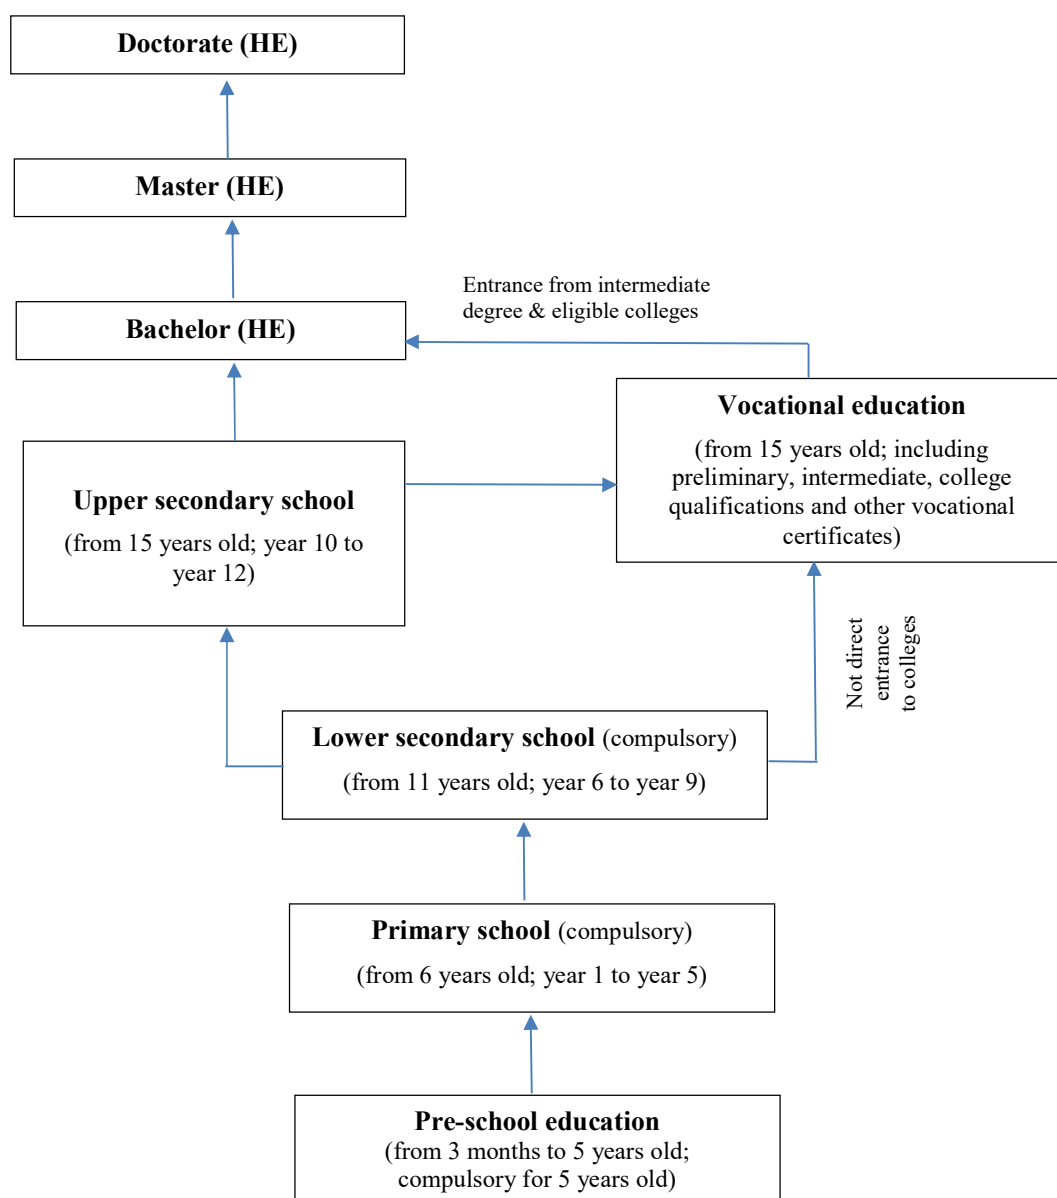 Doctorate (HE)
Master (HE)
Entrance from intermediate
degree & eligible colleges
Bachelor (HE)
Vocational education
(from 15 years old; including
preliminary, intermediate, college
qualifications and other vocational
certificates)
Upper secondary school
(from 15 years old; year 10 to
year 12)
Not direct
entrance
to colleges
Lower secondary school (compulsory)
(from 11 years old; year 6 to year 9)
Primary school (compulsory)
(from 6 years old; year 1 to year 5)
Pre-school education
(from 3 months to 5 years old;
compulsory for 5 years old)